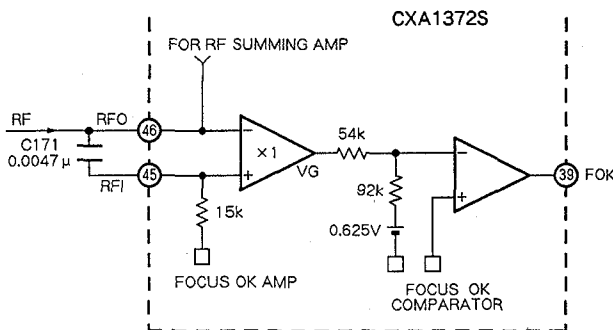 CXA1372S
FOR RF SUMMING AMP
RF
RFO
46
C171
0.0047μ
RFI
45
−
×1
+
VG
15k
FOCUS OK AMP
54k
92k
0.625V
−
+
39
FOK
FOCUS OK
COMPARATOR